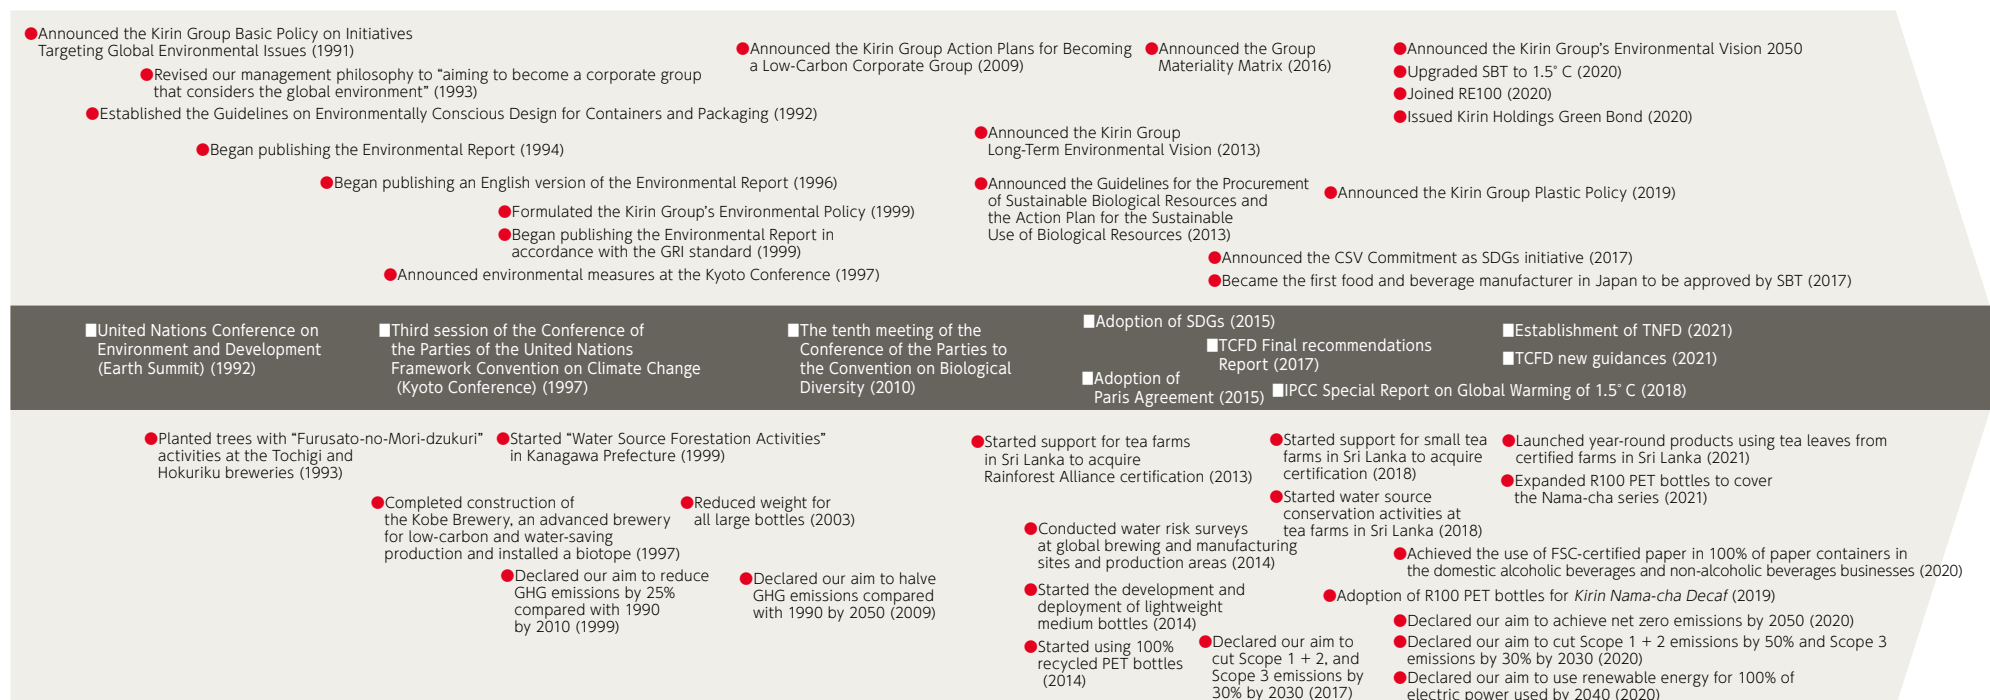 ●Announced the Kirin Group Basic Policy on Initiatives
Targeting Global Environmental Issues (1991)
●Revised our management philosophy to “aiming to become a corporate group
that considers the global environment” (1993)
●Established the Guidelines on Environmentally Conscious Design for Containers and Packaging (1992)
●Began publishing the Environmental Report (1994)
●Began publishing an English version of the Environmental Report (1996)
●Formulated the Kirin Group’s Environmental Policy (1999)
●Began publishing the Environmental Report in
accordance with the GRI standard (1999)
●Announced environmental measures at the Kyoto Conference (1997)
●Announced the Kirin Group Action Plans for Becoming
a Low-Carbon Corporate Group (2009)
●Announced the Group
Materiality Matrix (2016)
●Announced the Kirin Group’s Environmental Vision 2050
●Upgraded SBT to 1.5˚ C (2020)
●Joined RE100 (2020)
●Issued Kirin Holdings Green Bond (2020)
●Announced the Kirin Group
Long-Term Environmental Vision (2013)
●Announced the Guidelines for the Procurement
of Sustainable Biological Resources and
the Action Plan for the Sustainable
Use of Biological Resources (2013)
●Announced the Kirin Group Plastic Policy (2019)
●Announced the CSV Commitment as SDGs initiative (2017)
●Became the first food and beverage manufacturer in Japan to be approved by SBT (2017)
■United Nations Conference on
Environment and Development
(Earth Summit) (1992)
■Third session of the Conference of
the Parties of the United Nations
Framework Convention on Climate Change
(Kyoto Conference) (1997)
■The tenth meeting of the
Conference of the Parties to
the Convention on Biological
Diversity (2010)
■Adoption of SDGs (2015)
■Adoption of
Paris Agreement (2015)
■TCFD Final recommendations
Report (2017)
■IPCC Special Report on Global Warming of 1.5˚ C (2018)
■Establishment of TNFD (2021)
■TCFD new guidances (2021)
●Planted trees with “Furusato-no-Mori-dzukuri”
activities at the Tochigi and
Hokuriku breweries (1993)
●Started “Water Source Forestation Activities”
in Kanagawa Prefecture (1999)
●Completed construction of
the Kobe Brewery, an advanced brewery
for low-carbon and water-saving
production and installed a biotope (1997)
●Reduced weight for
all large bottles (2003)
●Declared our aim to reduce
GHG emissions by 25%
compared with 1990
by 2010 (1999)
●Declared our aim to halve
GHG emissions compared
with 1990 by 2050 (2009)
●Started support for tea farms
in Sri Lanka to acquire
Rainforest Alliance certification (2013)
●Conducted water risk surveys
at global brewing and manufacturing
sites and production areas (2014)
●Started the development and
deployment of lightweight
medium bottles (2014)
●Started using 100%
recycled PET bottles
(2014)
●Declared our aim to
cut Scope 1 + 2, and
Scope 3 emissions by
30% by 2030 (2017)
●Started support for small tea
farms in Sri Lanka to acquire
certification (2018)
●Started water source
conservation activities at
tea farms in Sri Lanka (2018)
●Launched year-round products using tea leaves from
certified farms in Sri Lanka (2021)
●Expanded R100 PET bottles to cover
the Nama-cha series (2021)
●Achieved the use of FSC-certified paper in 100% of paper containers in
the domestic alcoholic beverages and non-alcoholic beverages businesses (2020)
●Adoption of R100 PET bottles for Kirin Nama-cha Decaf (2019)
●Declared our aim to achieve net zero emissions by 2050 (2020)
●Declared our aim to cut Scope 1 + 2 emissions by 50% and Scope 3
emissions by 30% by 2030 (2020)
●Declared our aim to use renewable energy for 100% of
electric power used by 2040 (2020)